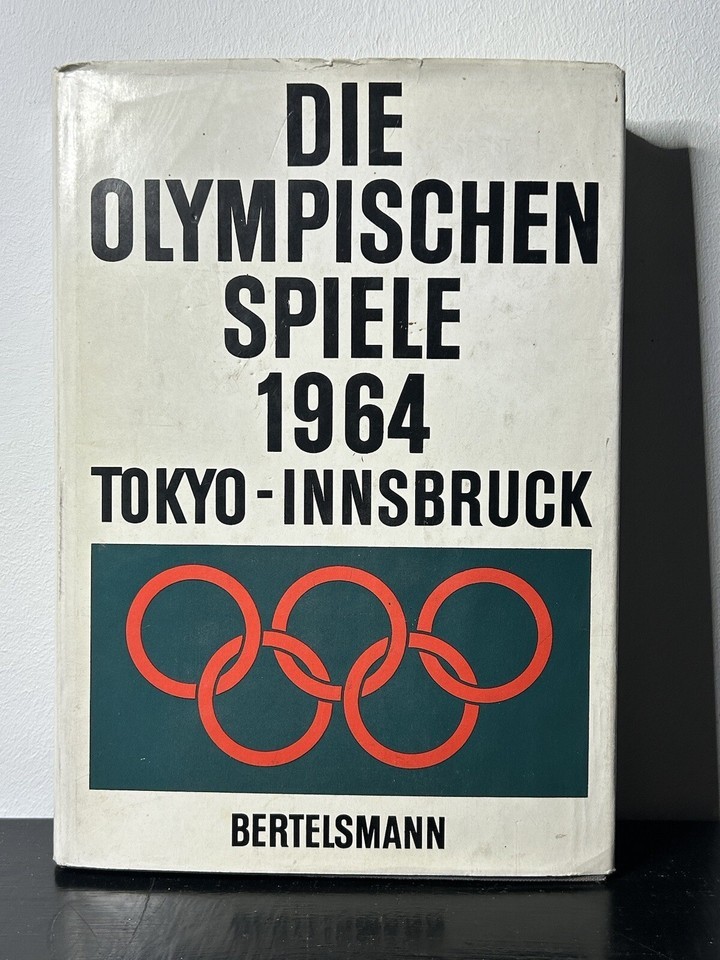 DIE
OLYMPISCHEN
SPIELE
1964
TOKYO-INNSBRUCK
BERTELSMANN